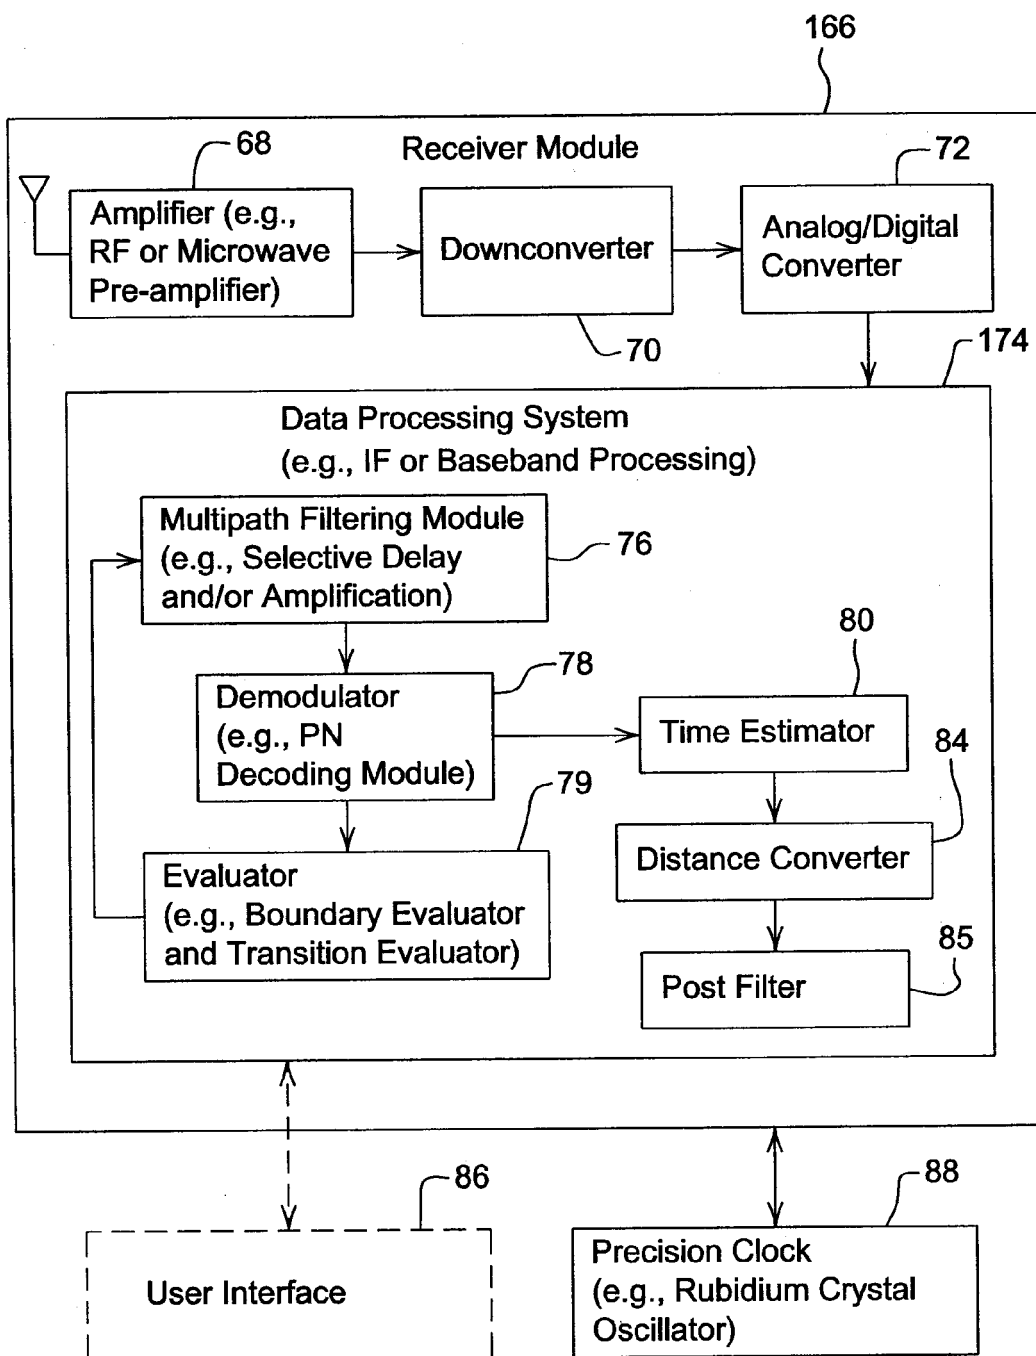 166
Receiver Module
68
72
Amplifier (e.g.,
RF or Microwave
Pre-amplifier)
Downconverter
Analog/Digital
Converter
70
174
Data Processing System
(e.g., IF or Baseband Processing)
Multipath Filtering Module
(e.g., Selective Delay
and/or Amplification)
76
78
Demodulator
(e.g., PN
Decoding Module)
80
Time Estimator
79
Evaluator
(e.g., Boundary Evaluator
and Transition Evaluator)
84
Distance Converter
85
Post Filter
86
User Interface
88
Precision Clock
(e.g., Rubidium Crystal
Oscillator)